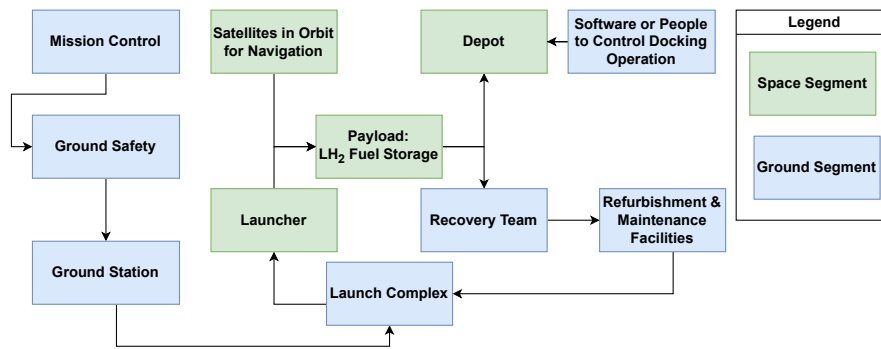 Mission Control
Satellites in Orbit
for Navigation
Depot
Software or People
to Control Docking
Operation
Legend
Space Segment
Ground Safety
Payload:
LH₂ Fuel Storage
Ground Segment
Launcher
Recovery Team
Refurbishment &
Maintenance
Facilities
Ground Station
Launch Complex